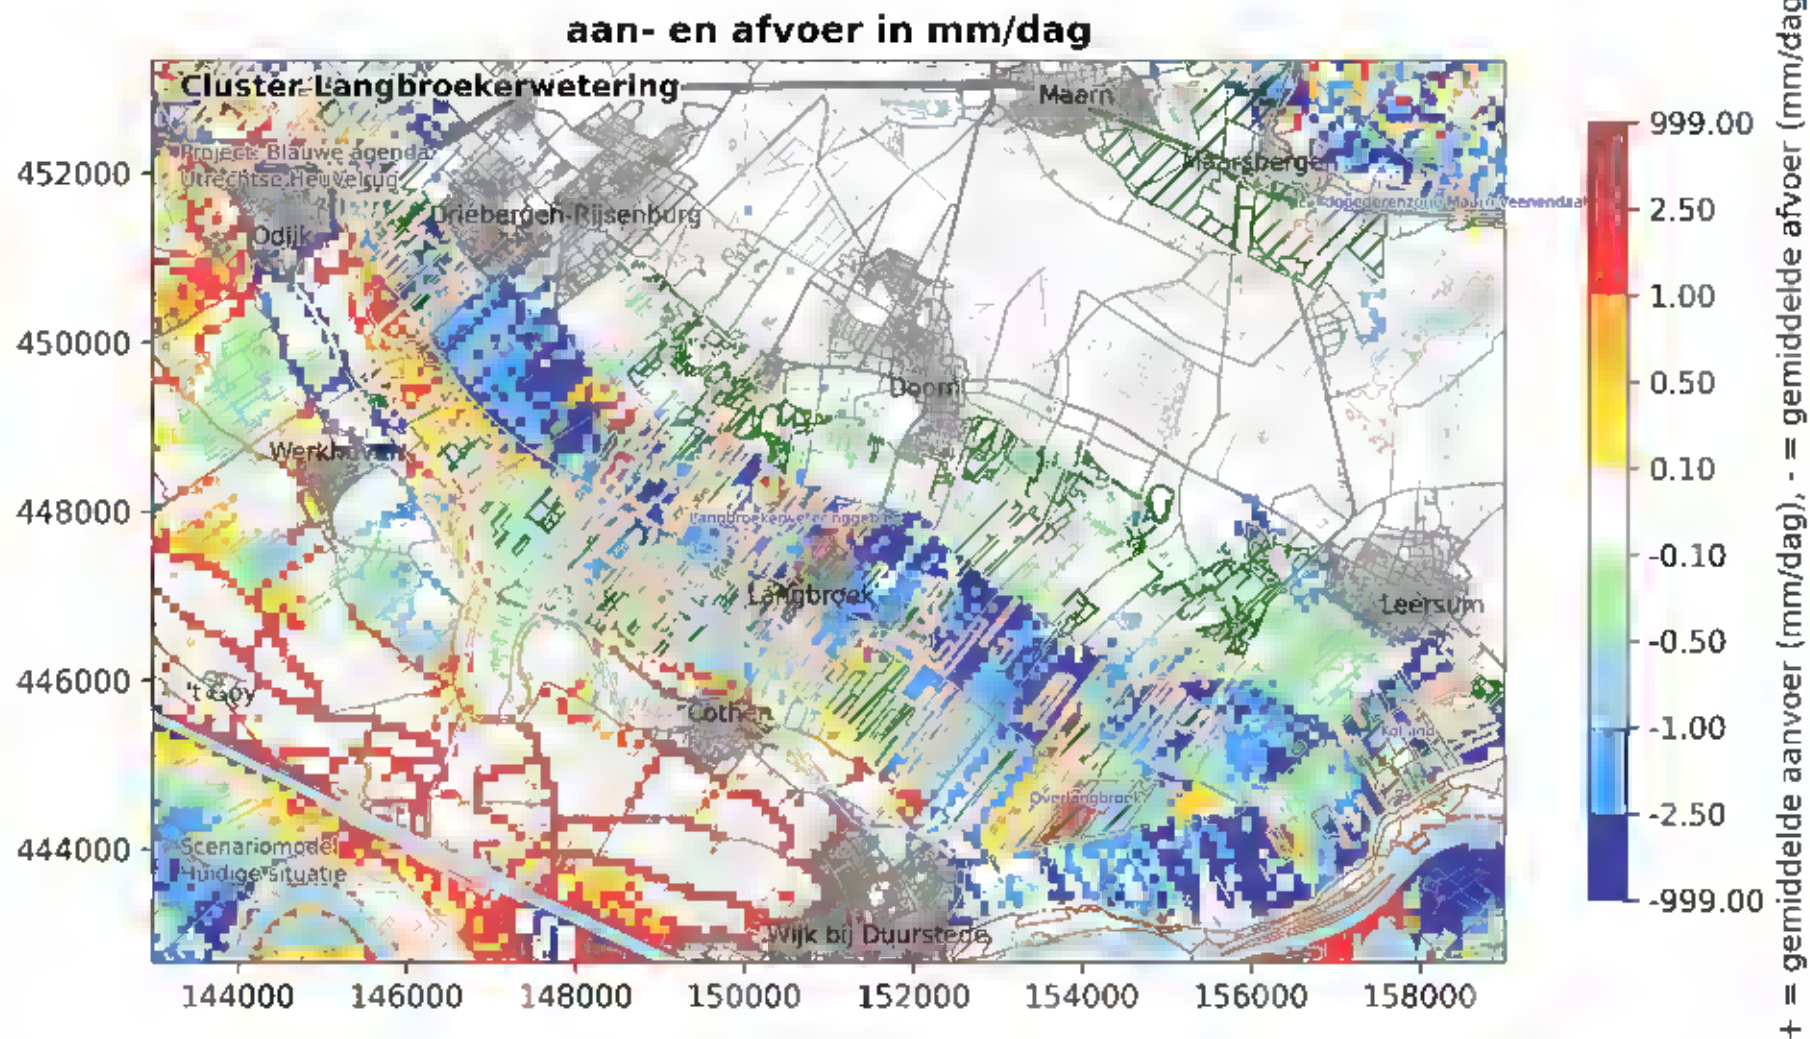 aan- en afvoer in mm/dag
Cluster Langbroekerwetering
Maarn
Project: Blauwe agenda
Utrechtse Heuvelrug
Maarsbergen
Driebergen-Rijsenburg
Odijk
Doorn
Werkhoven
Langbroek
Leersum
't Goy
Cothen
Kolland
Overlangbroek
Scenariomodel
Huidige situatie
Wijk bij Duurstede
452000
450000
448000
446000
444000
144000 146000 148000 150000 152000 154000 156000 158000
999.00
2.50
1.00
0.50
0.10
-0.10
-0.50
-1.00
-2.50
-999.00
+ = gemiddelde aanvoer (mm/dag), - = gemiddelde afvoer (mm/dag